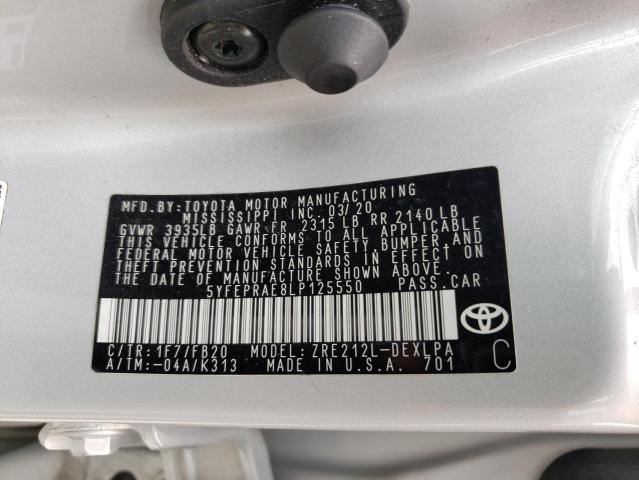 MFD.BY:TOYOTA MOTOR MANUFACTURING
MISSISSIPPI INC. 03/20
GVWR 3935LB GAWR FR 2315 LB RR 2140 LB
THIS VEHICLE CONFORMS TO ALL APPLICABLE
FEDERAL MOTOR VEHICLE SAFETY, BUMPER AND
THEFT PREVENTION STANDARDS IN EFFECT ON
THE DATE OF MANUFACTURE SHOWN ABOVE.
5YFEPRAE8LP125550 PASS.CAR
C/TR:1F7/FB20 MODEL:ZRE212L-DEXLPA
A/TM:-04A/K313 MADE IN U.S.A. 701
C